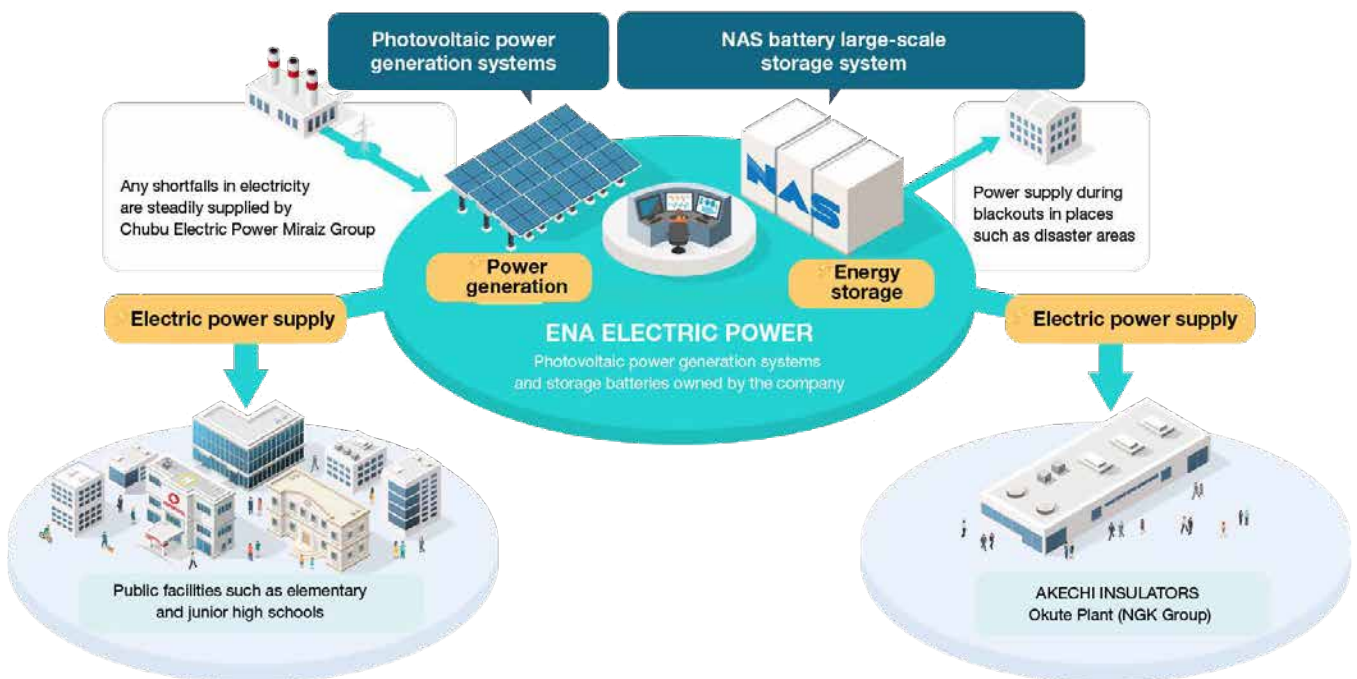 Photovoltaic power
generation systems
NAS battery large-scale
storage system
Any shortfalls in electricity
are steadily supplied by
Chubu Electric Power Miraiz Group
NAS
Power supply during
blackouts in places
such as disaster areas
Power
generation
Energy
storage
Electric power supply
Electric power supply
ENA ELECTRIC POWER
Photovoltaic power generation systems
and storage batteries owned by the company
Public facilities such as elementary
and junior high schools
AKECHI INSULATORS
Okute Plant (NGK Group)